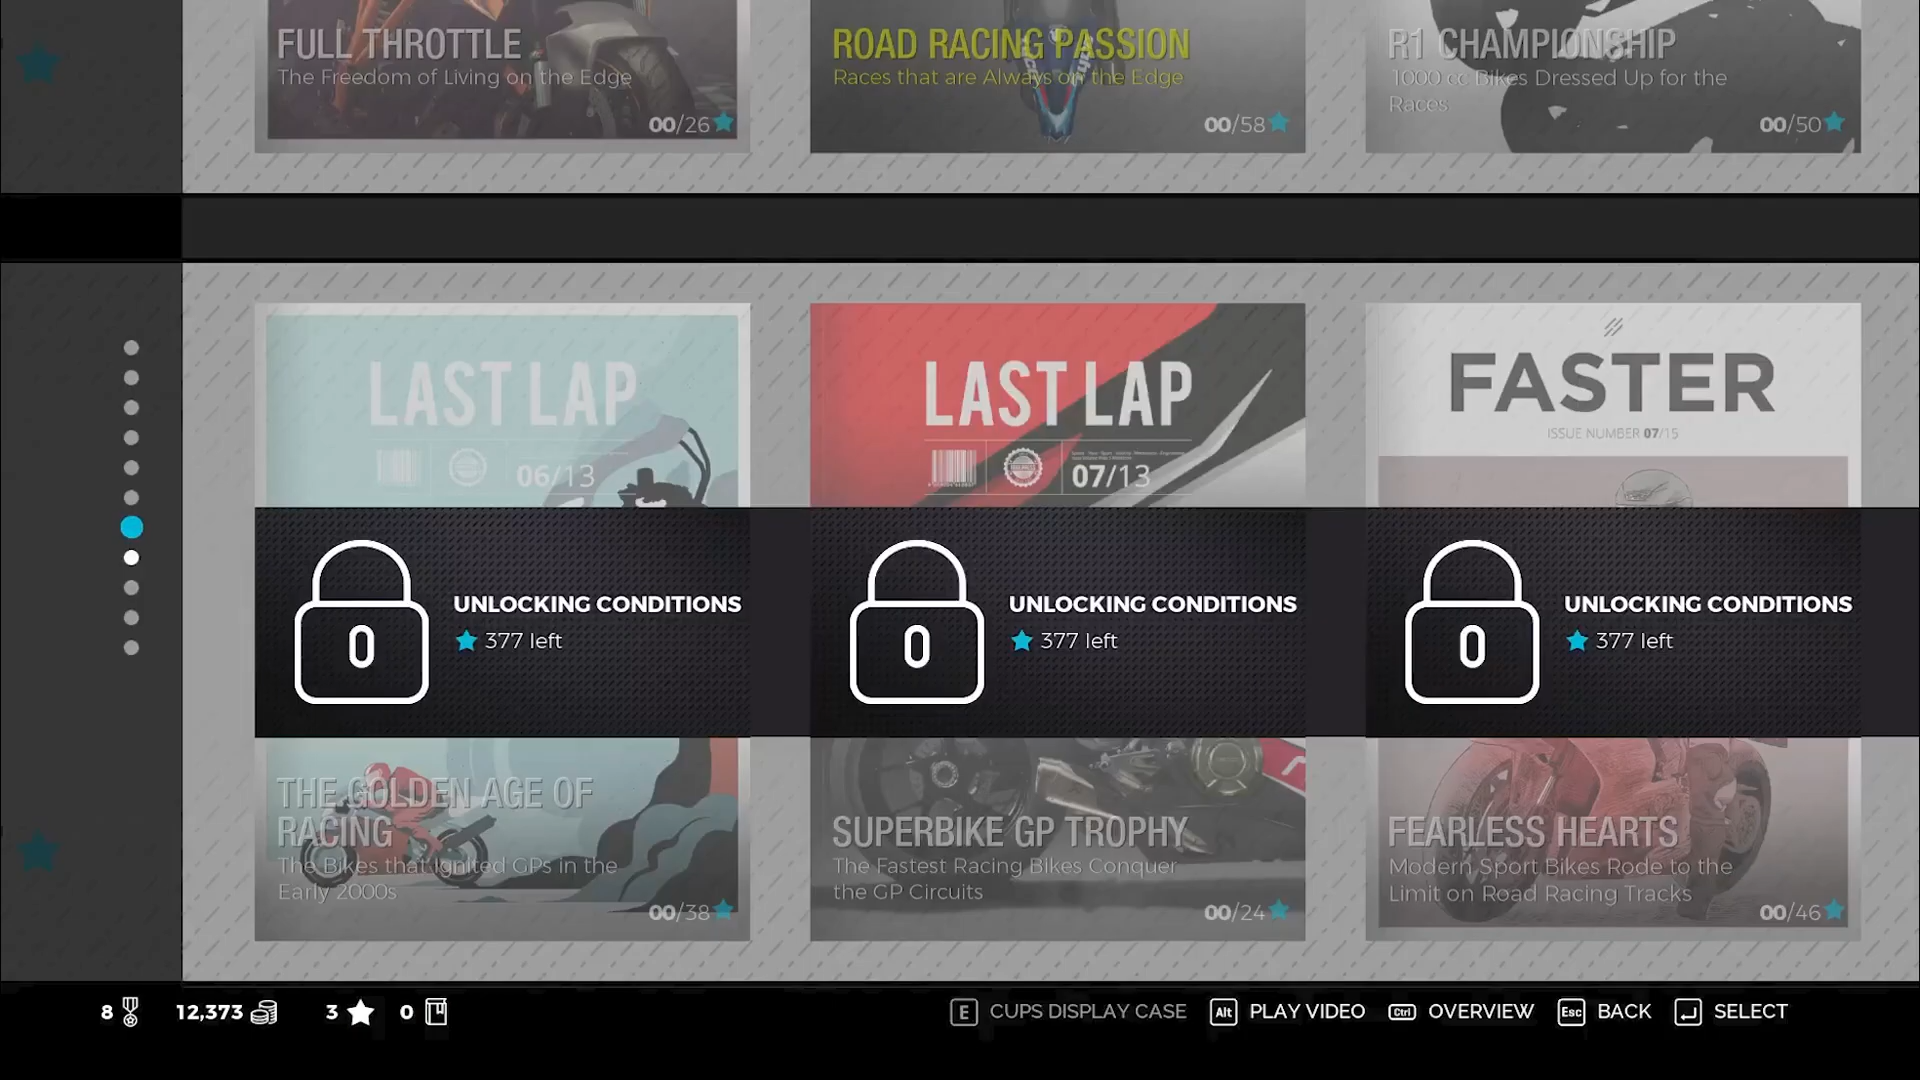 FULL THROTTLE
The Freedom of Living on the Edge
00/26
ROAD RACING PASSION
Races that are Always on the Edge
00/58
R1 CHAMPIONSHIP
1000 cc Bikes Dressed Up for the
Races
00/50
LAST LAP
06/13
LAST LAP
07/13
FASTER
ISSUE NUMBER 07/15
UNLOCKING CONDITIONS
377 left
UNLOCKING CONDITIONS
377 left
UNLOCKING CONDITIONS
377 left
THE GOLDEN AGE OF
RACING
The Bikes that Ignited GPs in the
Early 2000s
00/38
SUPERBIKE GP TROPHY
The Fastest Racing Bikes Conquer
the GP Circuits
00/24
FEARLESS HEARTS
Modern Sport Bikes Rode to the
Limit on Road Racing Tracks
00/46
8 12,373 3 0
E CUPS DISPLAY CASE Alt PLAY VIDEO Ctrl OVERVIEW Esc BACK SELECT